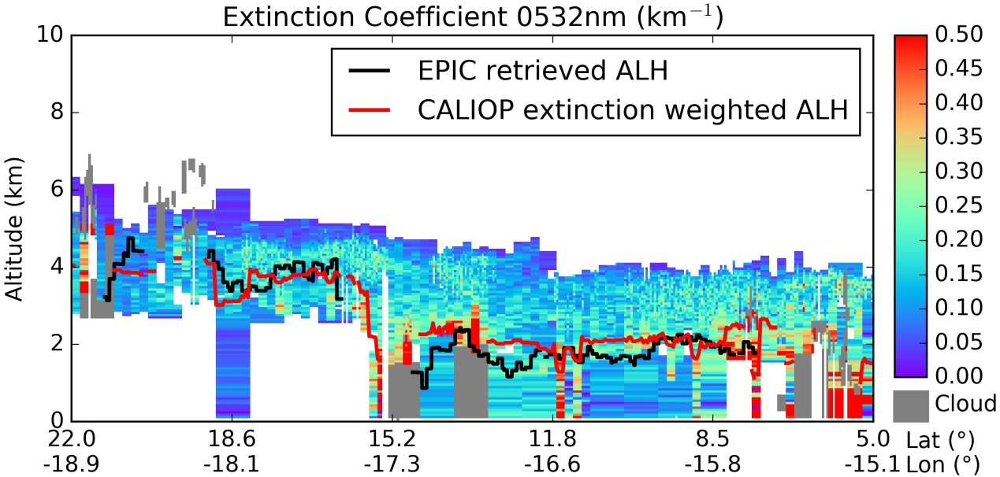 Extinction Coefficient 0532nm (km−1)
10
8
6
4
2
0
Altitude (km)
EPIC retrieved ALH
CALIOP extinction weighted ALH
0.50
0.45
0.40
0.35
0.30
0.25
0.20
0.15
0.10
0.05
0.00
Cloud
22.0 18.6 15.2 11.8 8.5 5.0 Lat (°)
-18.9 -18.1 -17.3 -16.6 -15.8 -15.1 Lon (°)